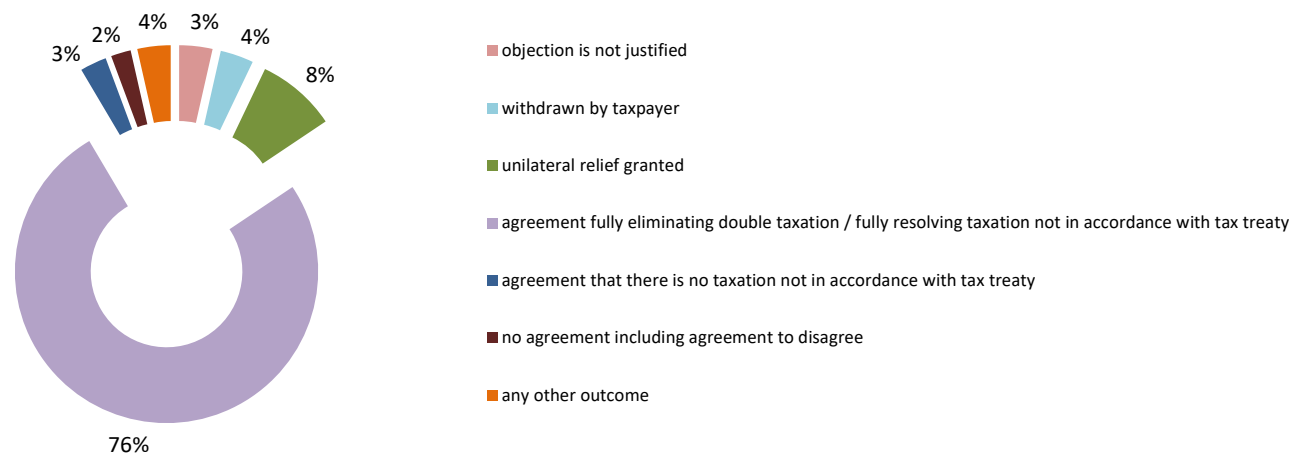 3%
2%
4%
3%
4%
8%
76%
objection is not justified
withdrawn by taxpayer
unilateral relief granted
agreement fully eliminating double taxation / fully resolving taxation not in accordance with tax treaty
agreement that there is no taxation not in accordance with tax treaty
no agreement including agreement to disagree
any other outcome